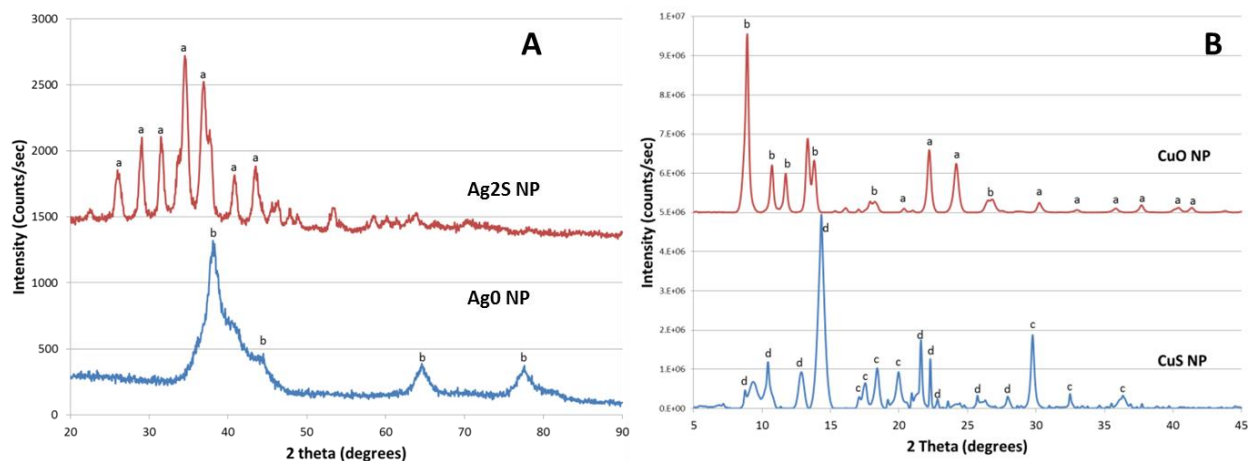 A
3000
2500
2000
1500
1000
500
0
Intensity (Counts/sec)
a
a
a
a
a
a
a
Ag2S NP
b
b
b
b
Ag0 NP
20
30
40
50
60
70
80
90
2 theta (degrees)
B
1.E+07
9.E+06
8.E+06
7.E+06
6.E+06
5.E+06
4.E+06
3.E+06
2.E+06
1.E+06
0.E+00
Intensity (counts/sec)
b
b
b
b
b
a
a
a
b
a
a
a
a
a
a
CuO NP
d
d
d
d
c
c
c
c
d
d
d
d
d
c
c
c
CuS NP
5
10
15
20
25
30
35
40
45
2 Theta (degrees)